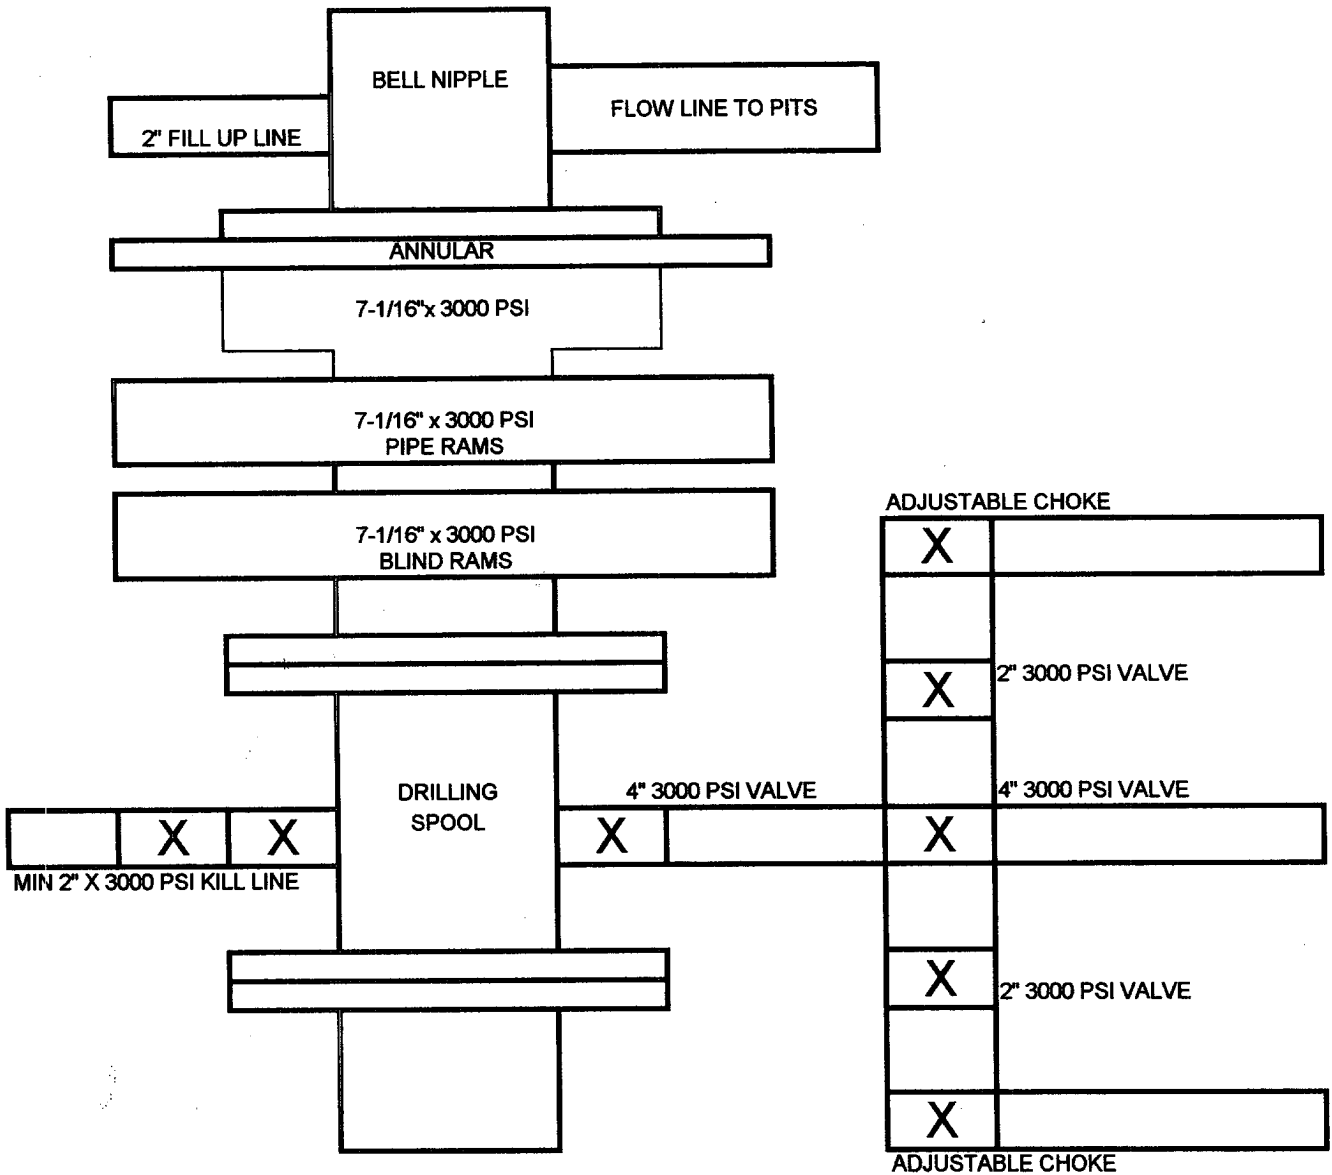 BELL NIPPLE
FLOW LINE TO PITS
2" FILL UP LINE
ANNULAR
7-1/16"x 3000 PSI
7-1/16" x 3000 PSI
PIPE RAMS
7-1/16" x 3000 PSI
BLIND RAMS
ADJUSTABLE CHOKE
X
2" 3000 PSI VALVE
X
DRILLING
SPOOL
4" 3000 PSI VALVE
4" 3000 PSI VALVE
X X X X
MIN 2" X 3000 PSI KILL LINE
X
2" 3000 PSI VALVE
X
ADJUSTABLE CHOKE